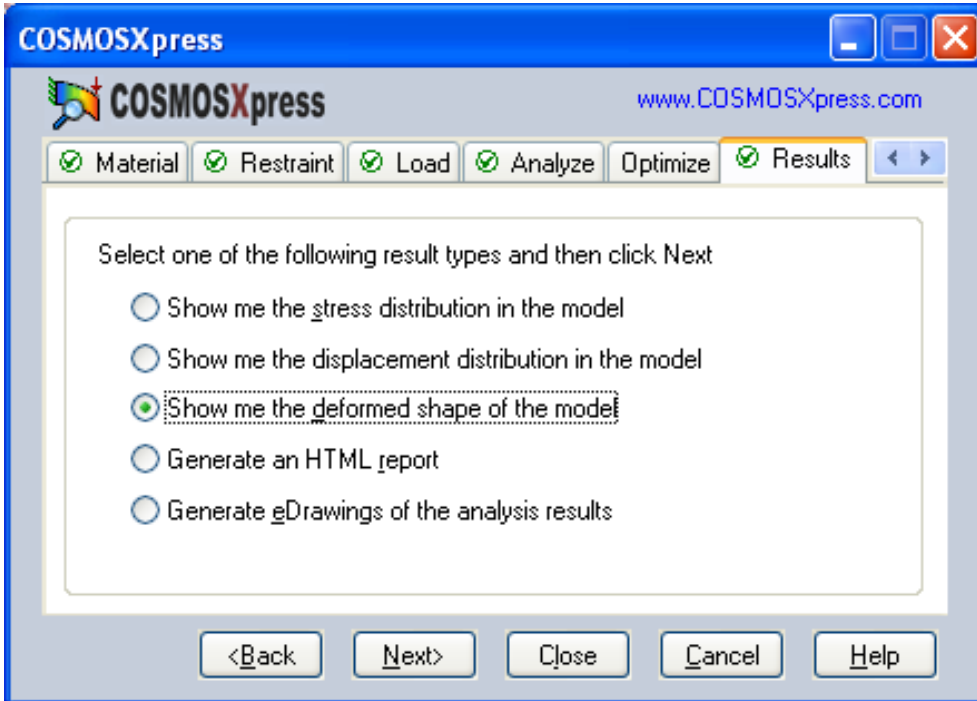 COSMOSXpress
COSMOSXpress
www.COSMOSXpress.com
Material Restraint Load Analyze Optimize Results
Select one of the following result types and then click Next
Show me the stress distribution in the model
Show me the displacement distribution in the model
Show me the deformed shape of the model
Generate an HTML report
Generate eDrawings of the analysis results
<Back Next> Close Cancel Help